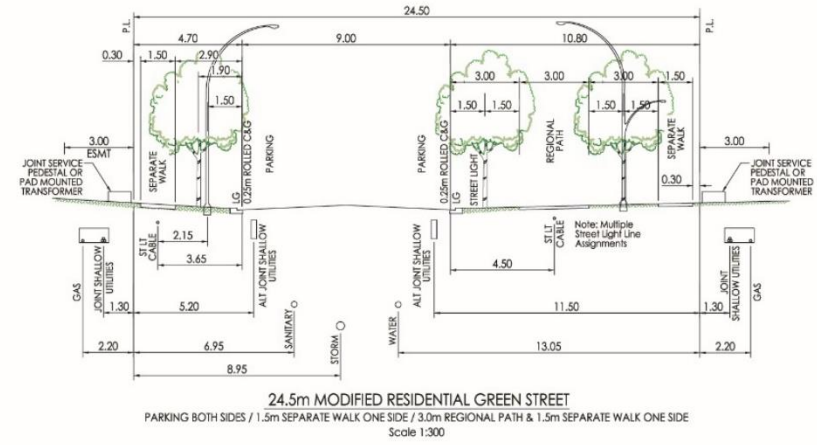 24.50
P.L.
P.L.
4.70
9.00
10.80
0.30
1.50
2.90
1.90
1.50
3.00
3.00
3.00
1.50
1.50
1.50
1.50
1.50
3.00
ESMT
JOINT SERVICE
PEDESTAL OR
PAD MOUNTED
TRANSFORMER
SEPARATE
WALK
LG
0.25m ROLLED C&G
PARKING
PARKING
0.25m ROLLED C&G
LG
STREET LIGHT
REGIONAL
PATH
SEPARATE
WALK
0.30
3.00
JOINT SERVICE
PEDESTAL OR
PAD MOUNTED
TRANSFORMER
GAS
JOINT SHALLOW
UTILITIES
ST LT
CABLE
2.15
3.65
ALT JOINT SHALLOW
UTILITIES
ALT JOINT SHALLOW
UTILITIES
ST LT
CABLE
Note: Multiple
Street Light Line
Assignments
4.50
JOINT
SHALLOW UTILITIES
GAS
1.30
5.20
SANITARY
STORM
WATER
11.50
1.30
2.20
6.95
13.05
2.20
8.95
24.5m MODIFIED RESIDENTIAL GREEN STREET
PARKING BOTH SIDES / 1.5m SEPARATE WALK ONE SIDE / 3.0m REGIONAL PATH & 1.5m SEPARATE WALK ONE SIDE
Scale 1:300